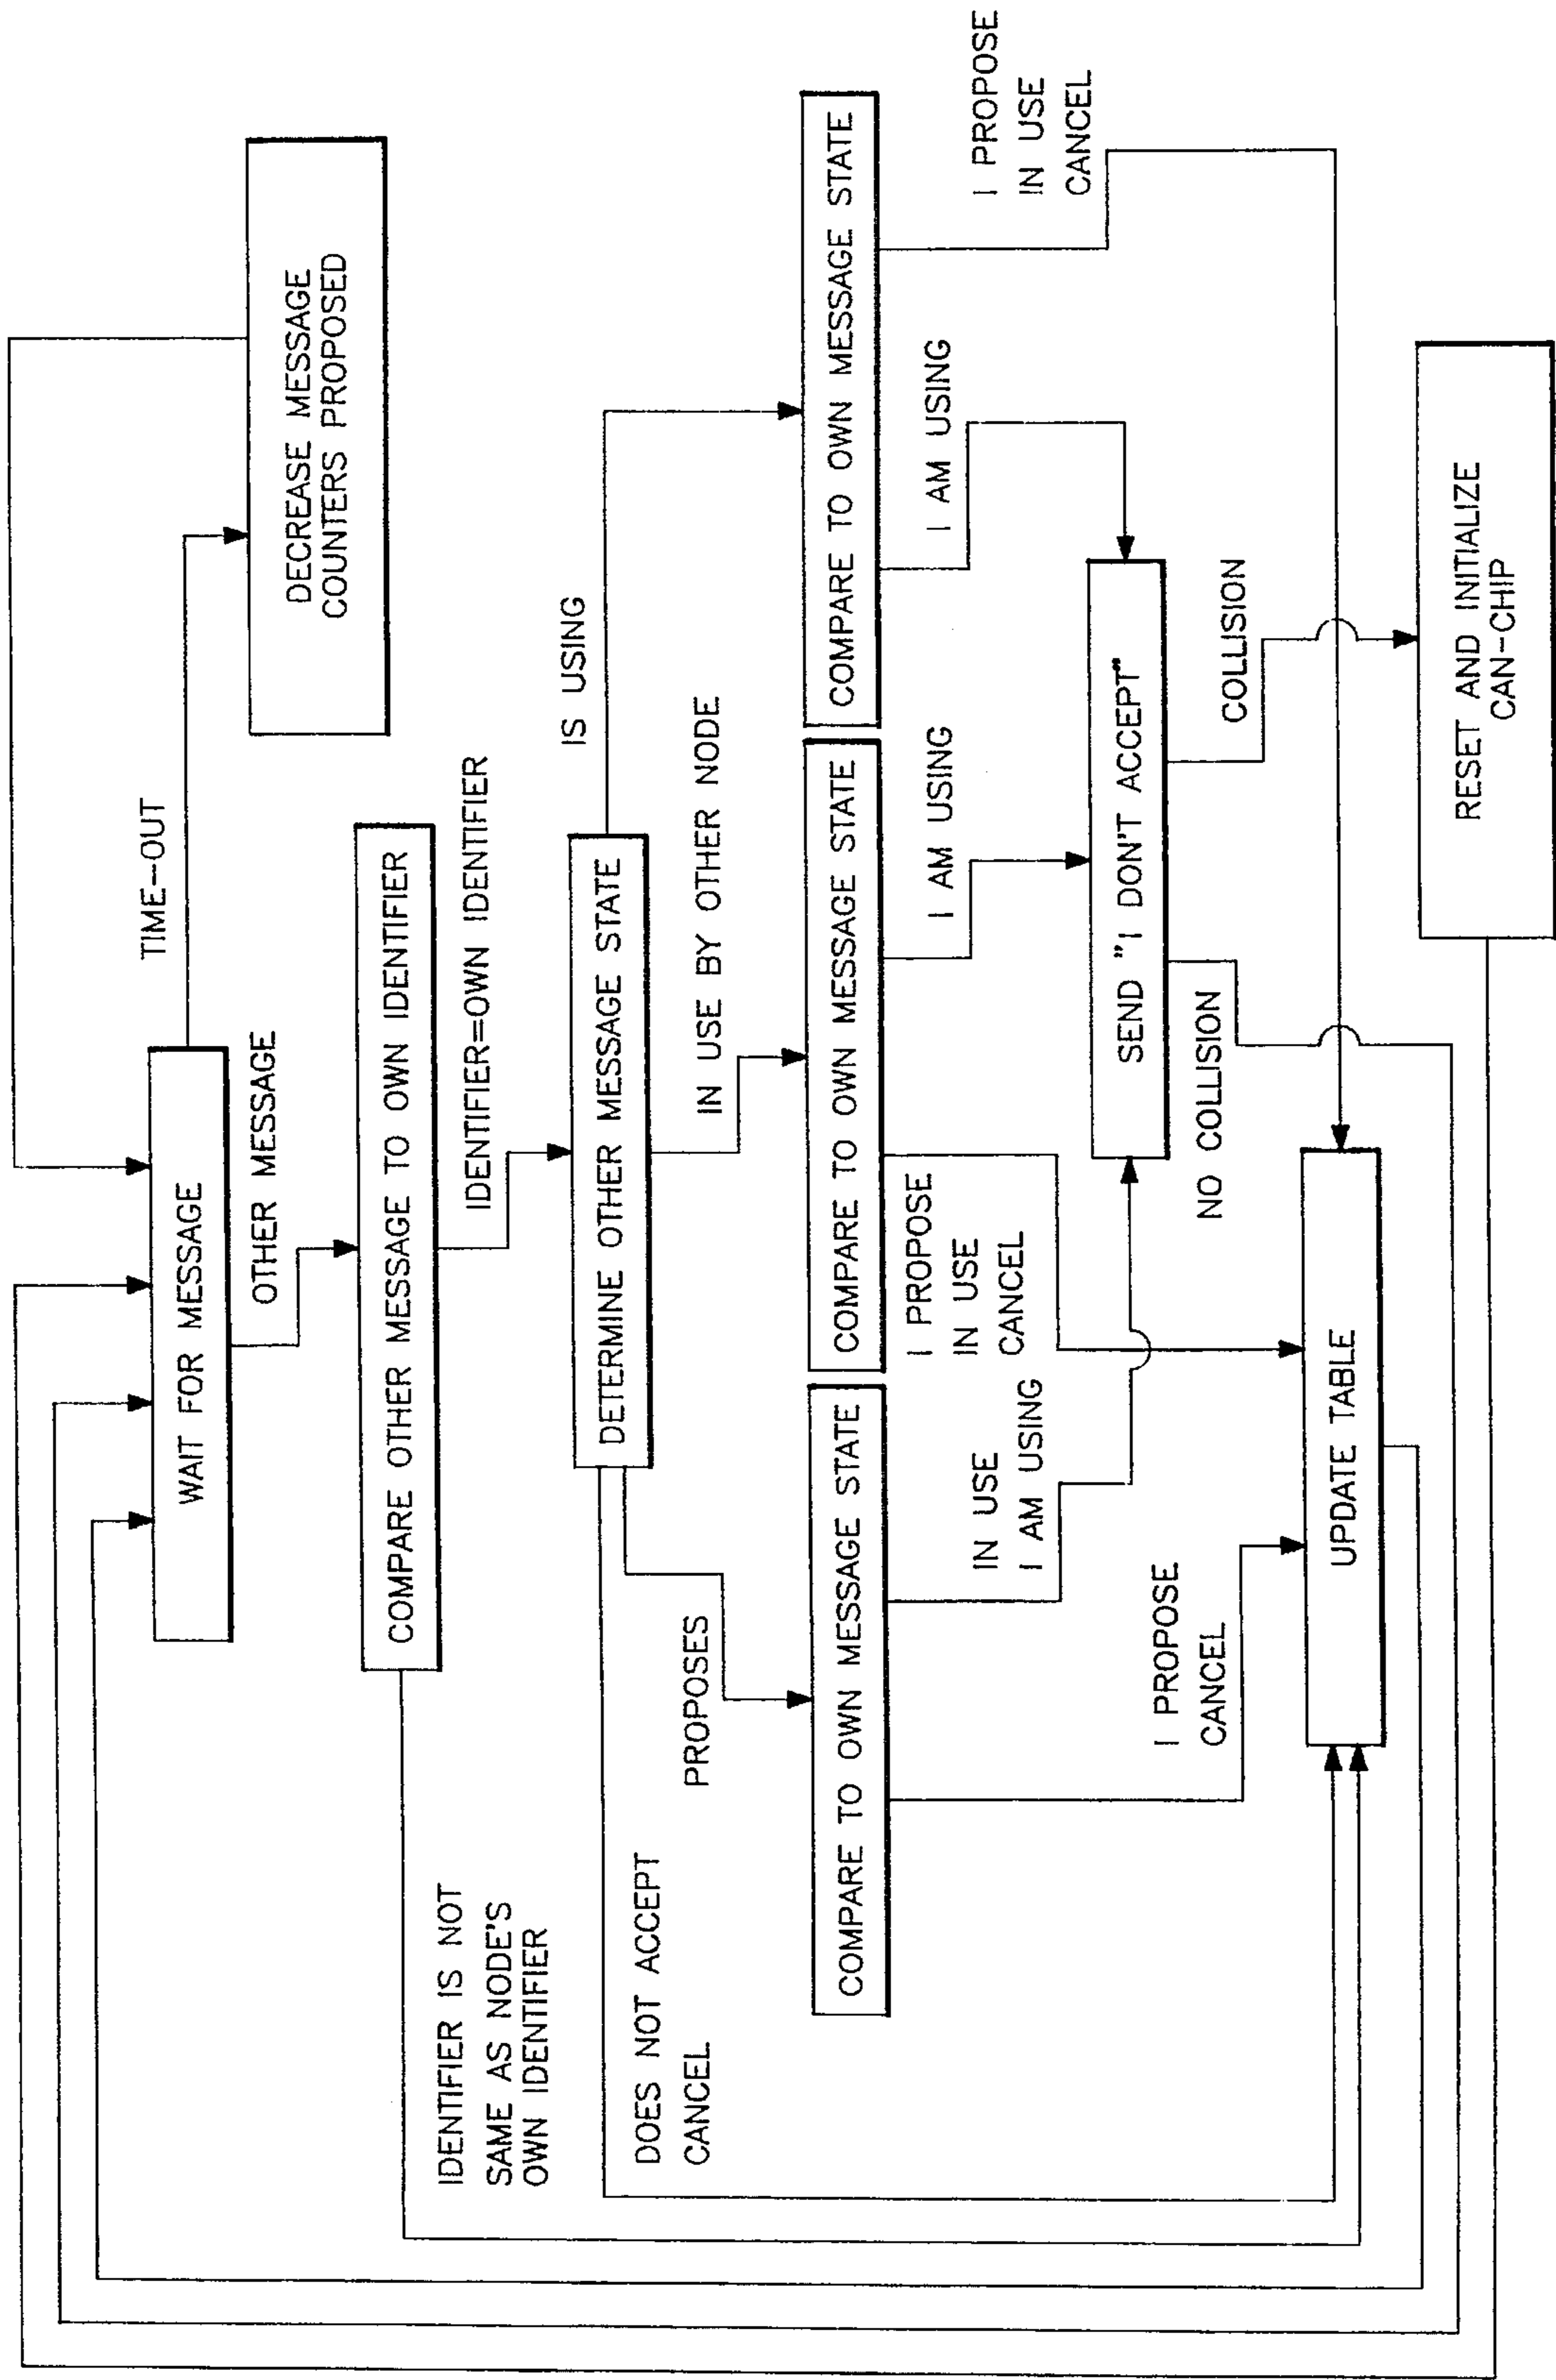 TIME-OUT
DECREASE MESSAGE
COUNTERS PROPOSED
WAIT FOR MESSAGE
OTHER MESSAGE
COMPARE OTHER MESSAGE TO OWN IDENTIFIER
IDENTIFIER IS NOT
SAME AS NODE'S
OWN IDENTIFIER
IDENTIFIER=OWN IDENTIFIER
DETERMINE OTHER MESSAGE STATE
DOES NOT ACCEPT
CANCEL
PROPOSES
IN USE BY OTHER NODE
IS USING
COMPARE TO OWN MESSAGE STATE
COMPARE TO OWN MESSAGE STATE
COMPARE TO OWN MESSAGE STATE
I PROPOSE
CANCEL
IN USE
I AM USING
I PROPOSE
IN USE
CANCEL
I AM USING
I AM USING
I PROPOSE
IN USE
CANCEL
SEND "I DON'T ACCEPT"
NO COLLISION
COLLISION
UPDATE TABLE
RESET AND INITIALIZE
CAN-CHIP